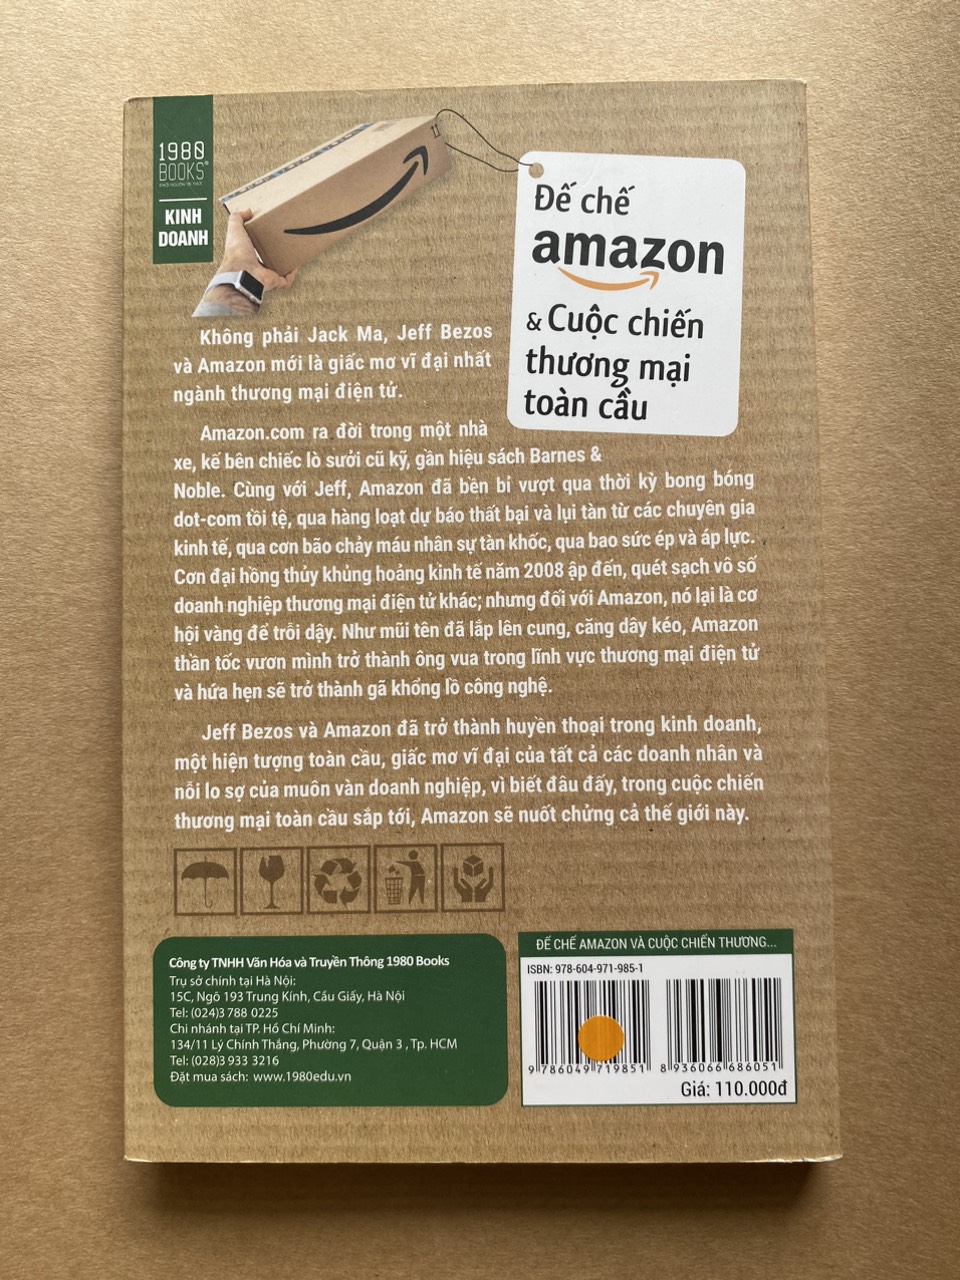 1980
BOOKS®
KHƠI NGUỒN TRI THỨC
KINH
DOANH
Đế chế
amazon
& Cuộc chiến
thương mại
toàn cầu
Không phải Jack Ma, Jeff Bezos
và Amazon mới là giấc mơ vĩ đại nhất
ngành thương mại điện tử.
Amazon.com ra đời trong một nhà
xe, kế bên chiếc lò sưởi cũ kỹ, gần hiệu sách Barnes &
Noble. Cùng với Jeff, Amazon đã bền bỉ vượt qua thời kỳ bong bóng
dot-com tồi tệ, qua hàng loạt dự báo thất bại và lụi tàn từ các chuyên gia
kinh tế, qua cơn bão chảy máu nhân sự tàn khốc, qua bao sức ép và áp lực.
Cơn đại hồng thủy khủng hoảng kinh tế năm 2008 ập đến, quét sạch vô số
doanh nghiệp thương mại điện tử khác; nhưng đối với Amazon, nó lại là cơ
hội vàng để trỗi dậy. Như mũi tên đã lắp lên cung, căng dây kéo, Amazon
thần tốc vươn mình trở thành ông vua trong lĩnh vực thương mại điện tử
và hứa hẹn sẽ trở thành gã khổng lồ công nghệ.
Jeff Bezos và Amazon đã trở thành huyền thoại trong kinh doanh,
một hiện tượng toàn cầu, giấc mơ vĩ đại của tất cả các doanh nhân và
nỗi lo sợ của muôn vàn doanh nghiệp, vì biết đâu đấy, trong cuộc chiến
thương mại toàn cầu sắp tới, Amazon sẽ nuốt chửng cả thế giới này.
Công ty TNHH Văn Hóa và Truyền Thông 1980 Books
Trụ sở chính tại Hà Nội:
15C, Ngõ 193 Trung Kính, Cầu Giấy, Hà Nội
Tel: (024)3 788 0225
Chi nhánh tại TP. Hồ Chí Minh:
134/11 Lý Chính Thắng, Phường 7, Quận 3 , Tp. HCM
Tel: (028)3 933 3216
Đặt mua sách: www.1980edu.vn
ĐẾ CHẾ AMAZON VÀ CUỘC CHIẾN THƯƠNG...
ISBN: 978-604-971-985-1
9 786049 719851
8 936066 686051
Giá: 110.000đ